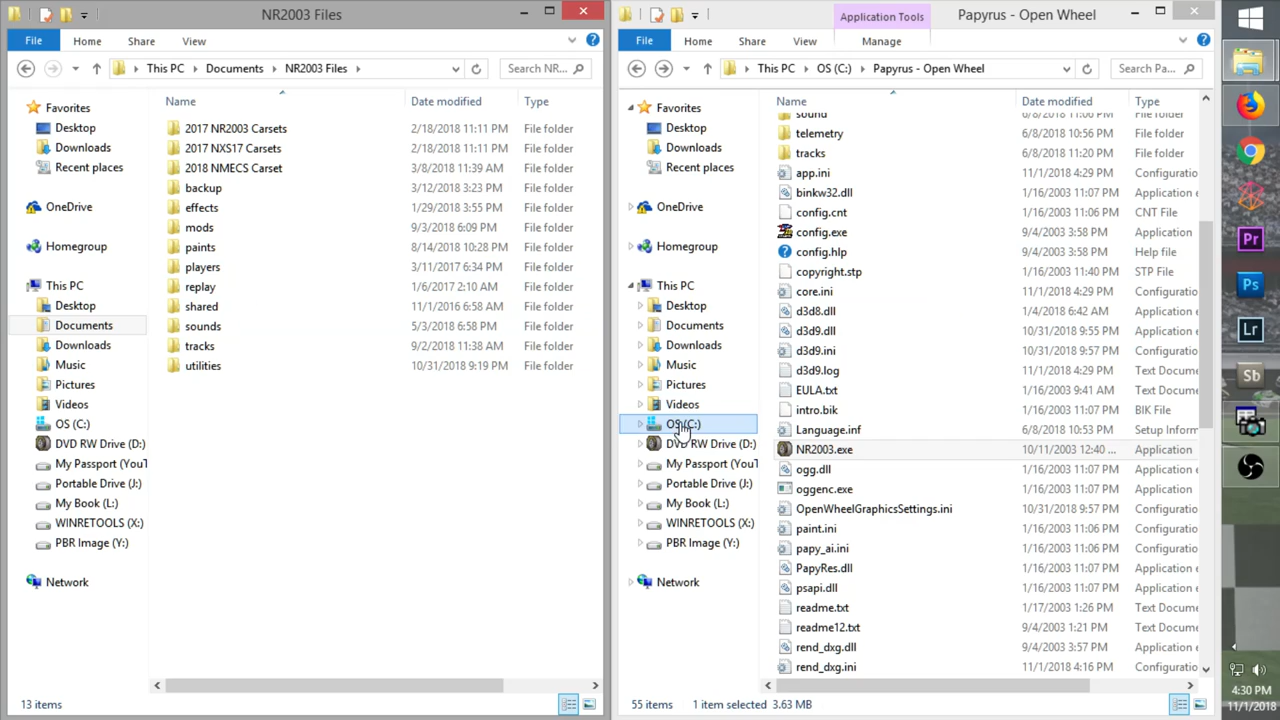 NR2003 Files
File
Home
Share
View
This PC
Documents
NR2003 Files
Search NR...
Name
Date modified
Type
Favorites
Desktop
Downloads
Recent places
OneDrive
Homegroup
This PC
Desktop
Documents
Downloads
Music
Pictures
Videos
OS (C:)
DVD RW Drive (D:)
My Passport (YouT
Portable Drive (J:)
My Book (L:)
WINRETOOLS (X:)
PBR Image (Y:)
Network
2017 NR2003 Carsets 2/18/2018 11:11 PM File folder
2017 NXS17 Carsets 2/18/2018 11:11 PM File folder
2018 NMECS Carset 3/8/2018 11:39 AM File folder
backup 3/12/2018 3:23 PM File folder
effects 1/29/2018 3:55 PM File folder
mods 9/3/2018 6:09 PM File folder
paints 8/14/2018 10:28 PM File folder
players 3/11/2017 6:34 PM File folder
replay 1/6/2017 2:10 AM File folder
shared 11/1/2016 6:58 AM File folder
sounds 5/3/2018 6:58 PM File folder
tracks 9/2/2018 11:38 AM File folder
utilities 10/31/2018 9:19 PM File folder
13 items
Application Tools
Papyrus - Open Wheel
File
Home
Share
View
Manage
This PC
OS (C:)
Papyrus - Open Wheel
Search Pa...
Name
Date modified
Type
Favorites
Desktop
Downloads
Recent places
OneDrive
Homegroup
This PC
Desktop
Documents
Downloads
Music
Pictures
Videos
OS (C:)
DVD RW Drive (D:)
My Passport (YouT
Portable Drive (J:)
My Book (L:)
WINRETOOLS (X:)
PBR Image (Y:)
Network
sound 6/8/2018 11:06 PM File folder
telemetry 6/8/2018 10:56 PM File folder
tracks 6/8/2018 11:20 PM File folder
app.ini 11/1/2018 4:29 PM Configuratio
binkw32.dll 1/16/2003 11:07 PM Application e
config.cnt 1/16/2003 11:06 PM CNT File
config.exe 9/4/2003 3:58 PM Application
config.hlp 9/4/2003 3:58 PM Help file
copyright.stp 1/16/2003 11:40 PM STP File
core.ini 11/1/2018 4:29 PM Configuratio
d3d8.dll 1/4/2018 6:42 AM Application e
d3d9.dll 10/31/2018 9:55 PM Application e
d3d9.ini 10/31/2018 9:57 PM Configuratio
d3d9.log 11/1/2018 4:29 PM Text Docume
EULA.txt 1/16/2003 9:41 AM Text Docume
intro.bik 1/16/2003 11:07 PM BIK File
Language.inf 6/8/2018 10:53 PM Setup Inform
NR2003.exe 10/11/2003 12:40 ... Application
ogg.dll 1/16/2003 11:07 PM Application e
oggenc.exe 1/16/2003 11:07 PM Application
OpenWheelGraphicsSettings.ini 10/31/2018 9:57 PM Configuratio
paint.ini 1/16/2003 11:06 PM Configuratio
papy_ai.ini 1/16/2003 11:06 PM Configuratio
PapyRes.dll 1/16/2003 11:07 PM Application e
psapi.dll 1/16/2003 11:07 PM Application e
readme.txt 1/17/2003 1:26 PM Text Docume
readme12.txt 9/4/2003 1:21 PM Text Docume
rend_dxg.dll 9/4/2003 3:57 PM Application e
rend_dxg.ini 11/1/2018 4:16 PM Configuratio
55 items
1 item selected 3.63 MB
Pr
Ps
Lr
Sb
4:30 PM
11/1/2018